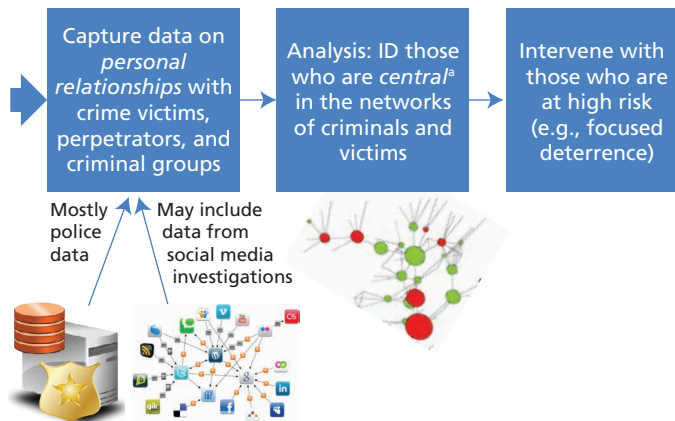 Capture data on
personal
relationships with
crime victims,
perpetrators, and
criminal groups
Analysis: ID those
who are centralᵃ
in the networks
of criminals and
victims
Intervene with
those who are
at high risk
(e.g., focused
deterrence)
Mostly
police
data
May include
data from
social media
investigations